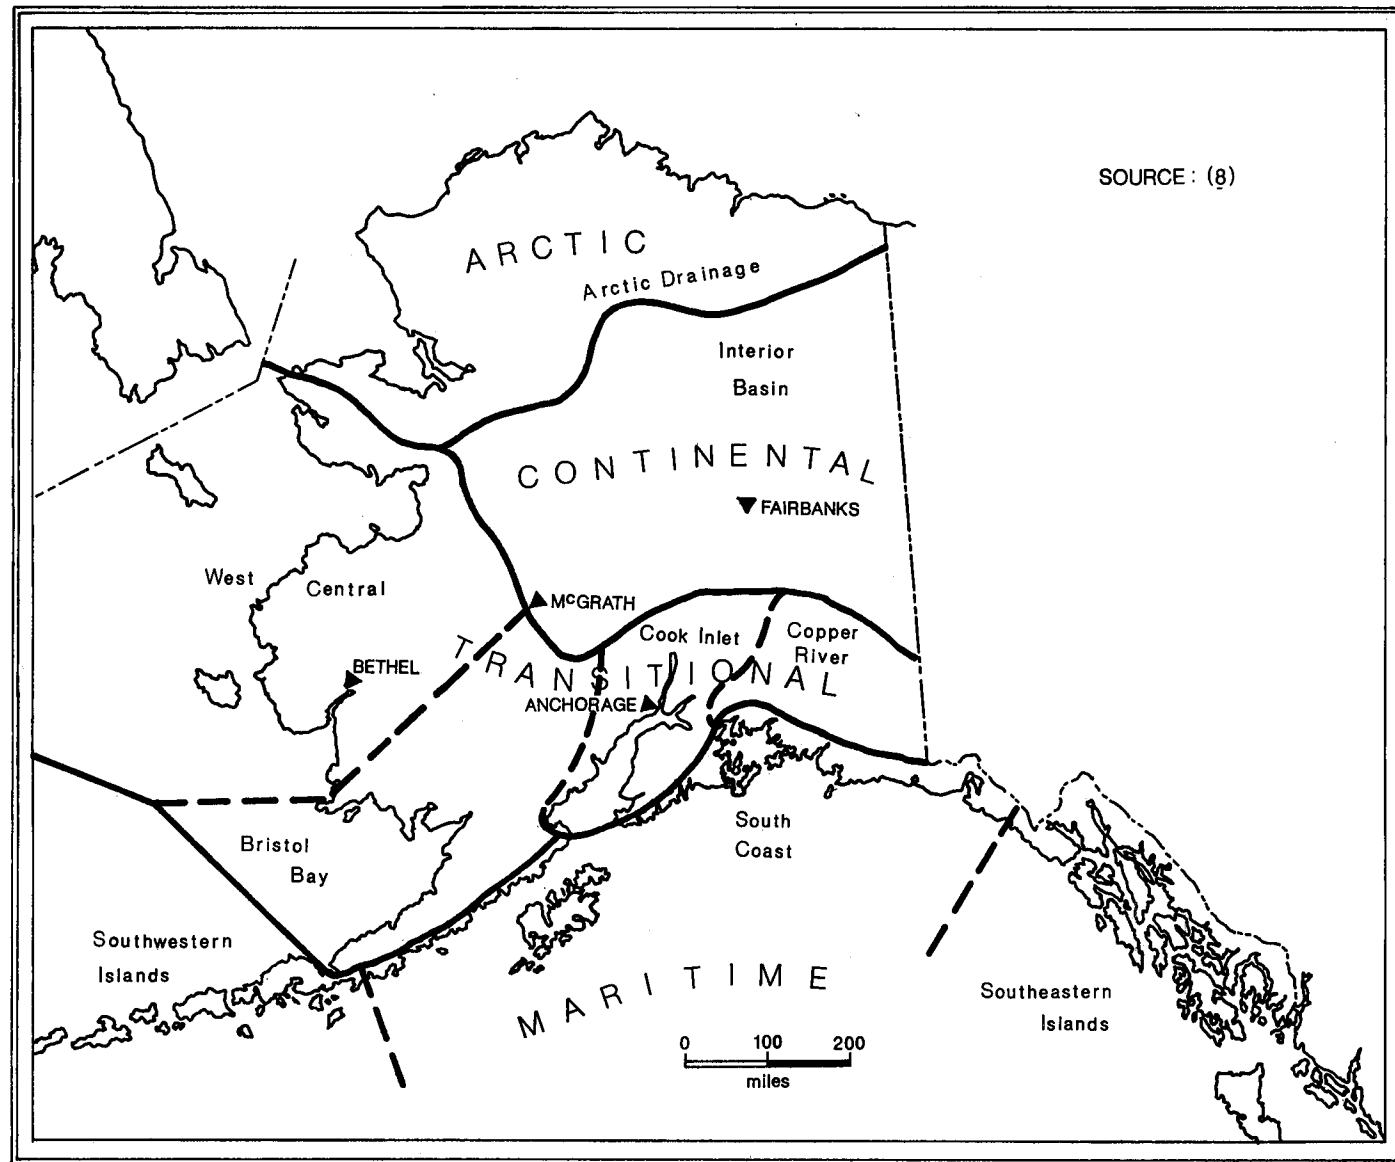 SOURCE: (8)
ARCTIC
Arctic Drainage
Interior
Basin
CONTINENTAL
FAIRBANKS
West Central
McGRATH
Cook Inlet
Copper
River
TRANSITIONAL
BETHEL
ANCHORAGE
Bristol
Bay
South
Coast
Southwestern
Islands
MARITIME
Southeastern
Islands
0 100 200
miles